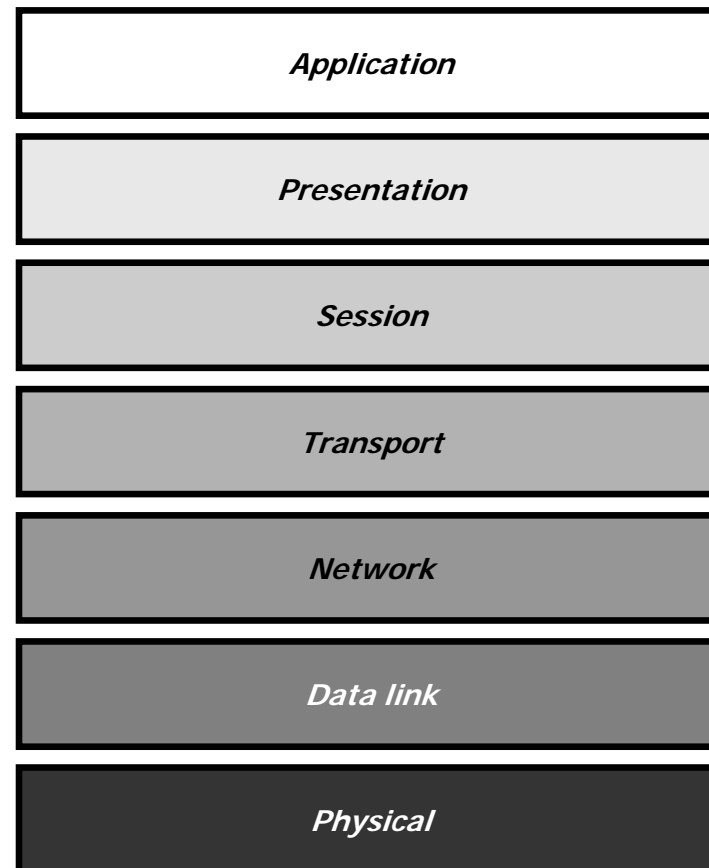 Application
Presentation
Session
Transport
Network
Data link
Physical